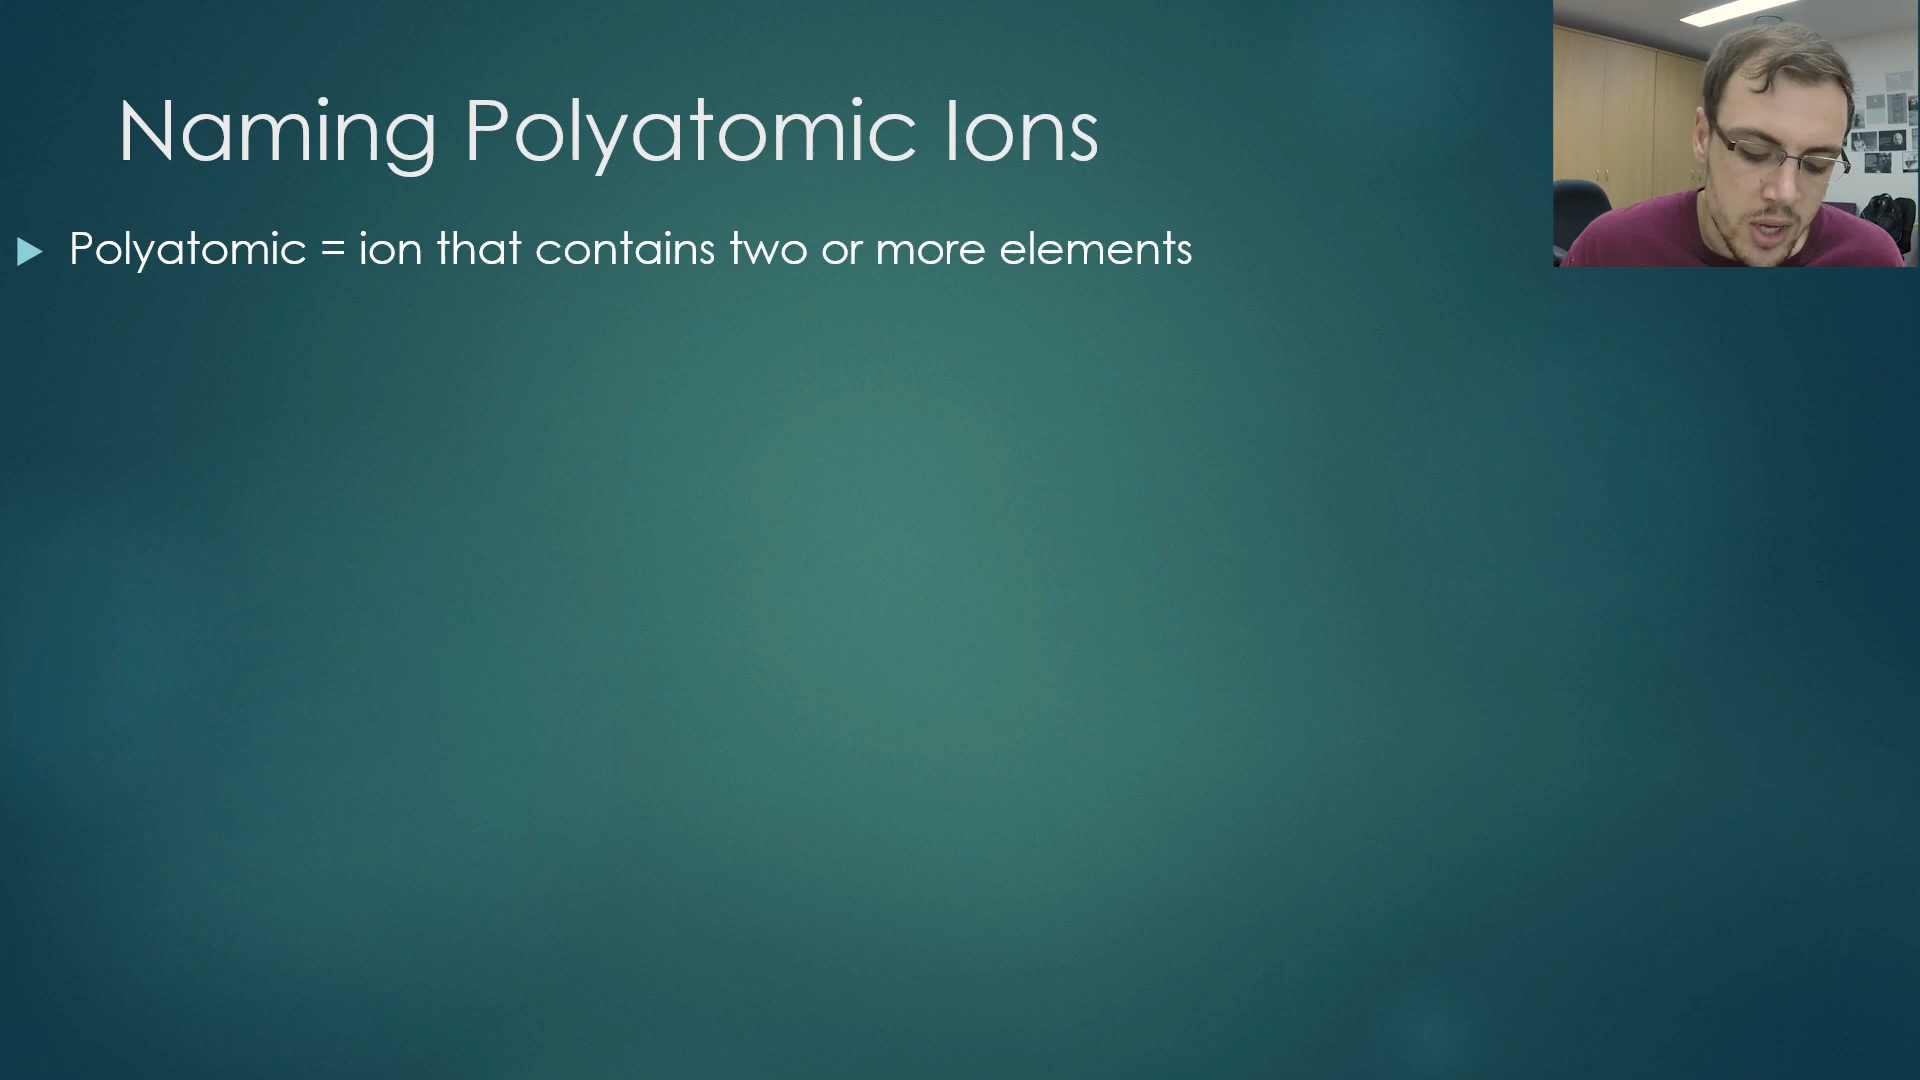 Naming Polyatomic Ions
Polyatomic = ion that contains two or more elements